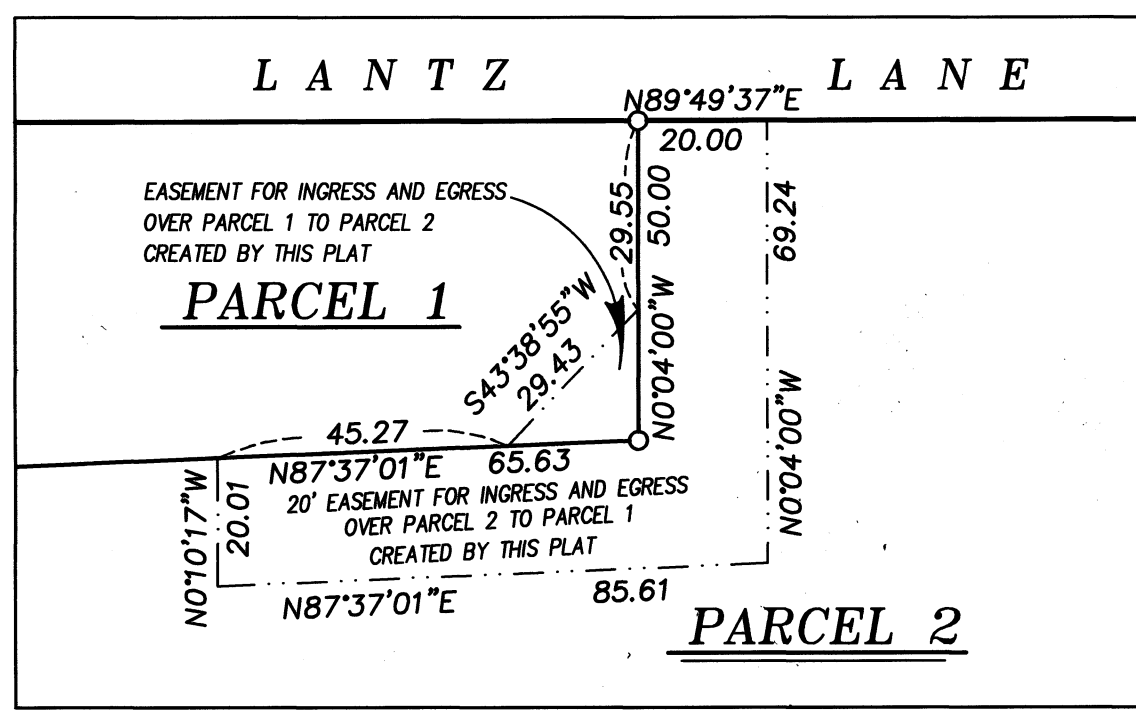 LANTZ LANE
N89°49'37"E
20.00
EASEMENT FOR INGRESS AND EGRESS
OVER PARCEL 1 TO PARCEL 2
CREATED BY THIS PLAT
PARCEL 1
29.55
50.00
69.24
S43°38'55"W
29.43
N0°04'00"W
N0°04'00"W
45.27
N87°37'01"E
65.63
N0°10'17"W
20.01
20' EASEMENT FOR INGRESS AND EGRESS
OVER PARCEL 2 TO PARCEL 1
CREATED BY THIS PLAT
N87°37'01"E
85.61
PARCEL 2